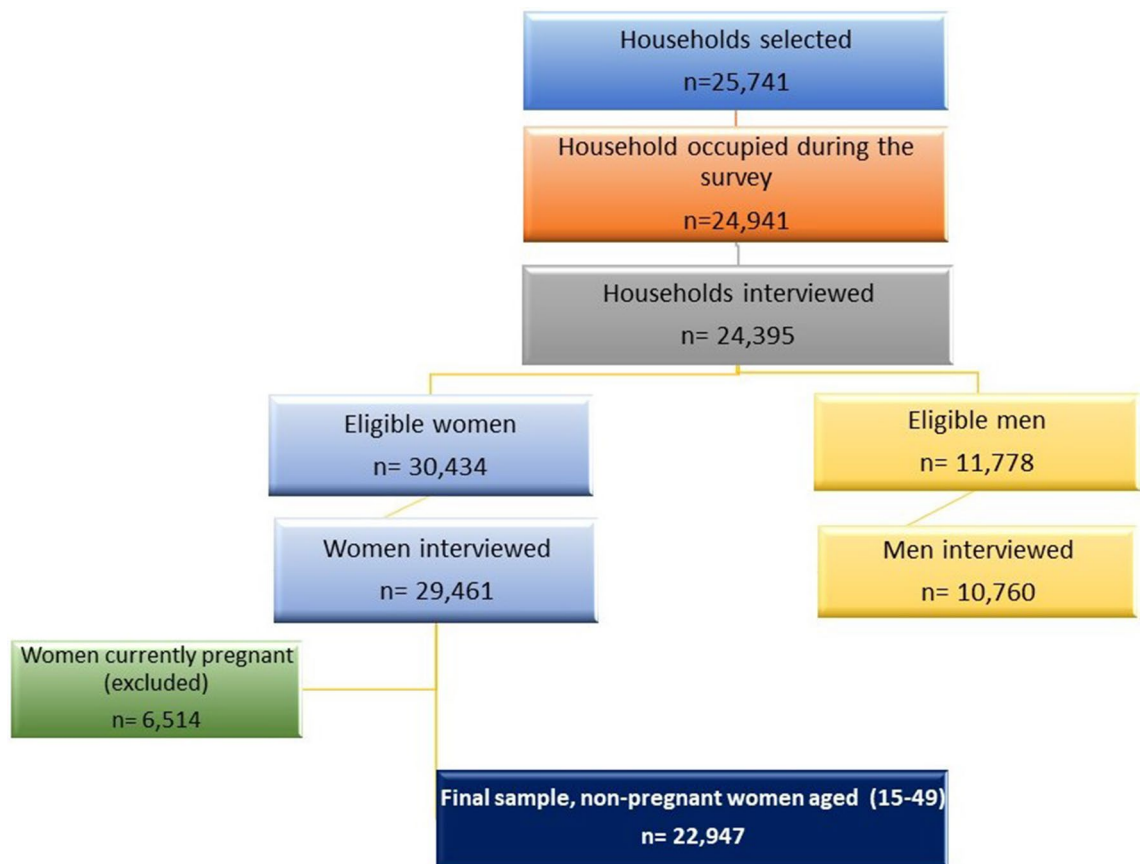 Households selected
n=25,741
Household occupied during the
survey
n=24,941
Households interviewed
n= 24,395
Eligible women
n= 30,434
Eligible men
n= 11,778
Women interviewed
n= 29,461
Men interviewed
n= 10,760
Women currently pregnant
(excluded)
n= 6,514
Final sample, non-pregnant women aged (15-49)
n= 22,947